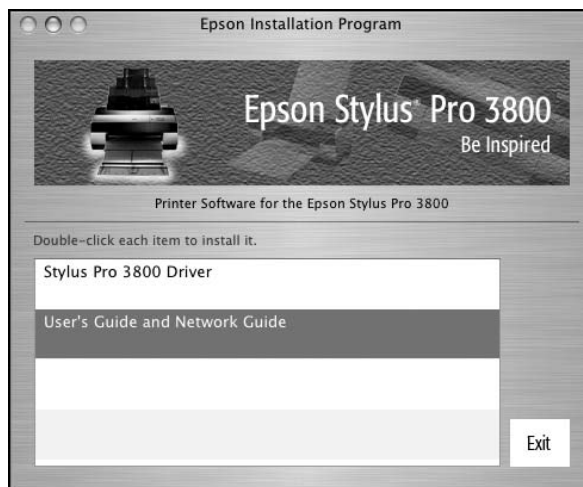 Epson Installation Program
Epson Stylus® Pro 3800
Be Inspired
Printer Software for the Epson Stylus Pro 3800
Double-click each item to install it.
Stylus Pro 3800 Driver
User's Guide and Network Guide
Exit